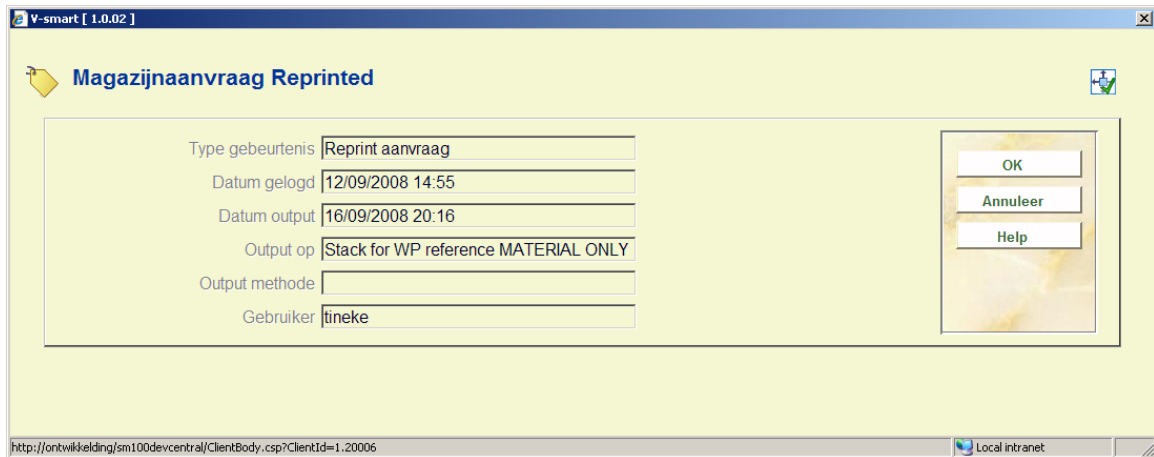 V-smart [ 1.0.02 ]
Magazijnaanvraag Reprinted
Type gebeurtenis Reprint aanvraag
Datum gelogd 12/09/2008 14:55
Datum output 16/09/2008 20:16
Output op Stack for WP reference MATERIAL ONLY
Output methode
Gebruiker tineke
OK
Annuleer
Help
http://ontwikkelding/sm100devcentral/ClientBody.csp?ClientId=1.20006
Local intranet